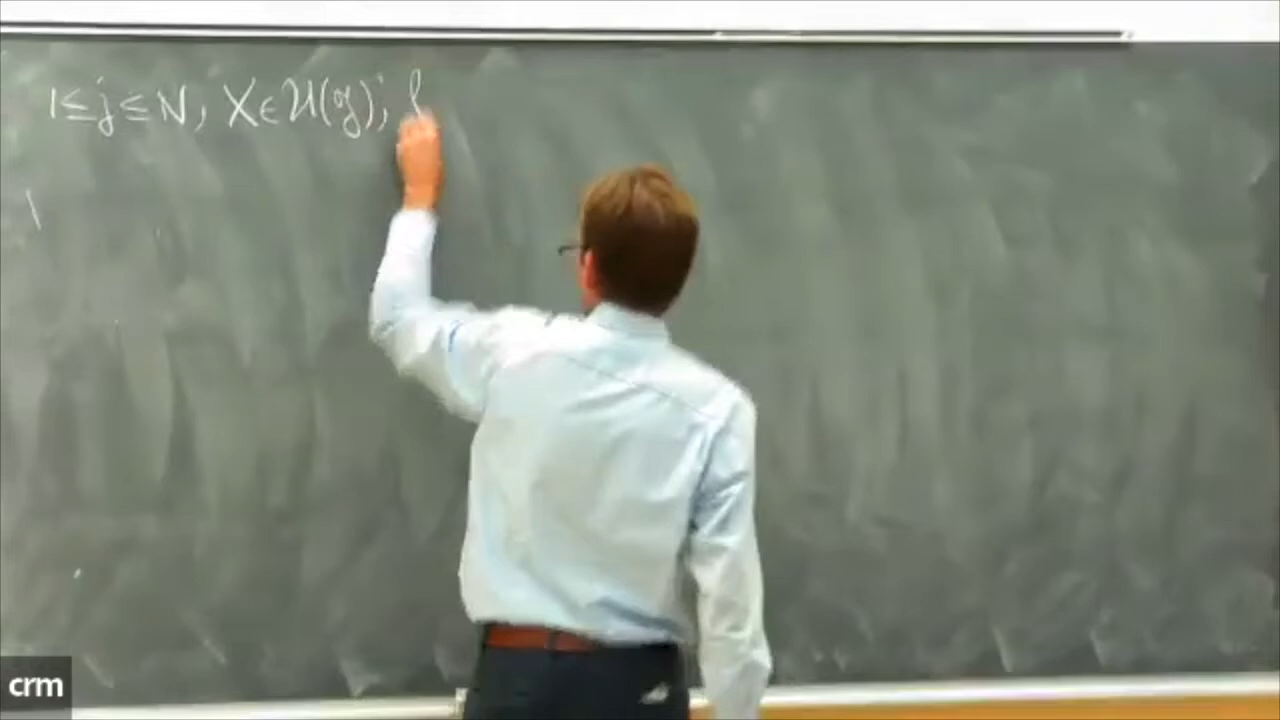 1 ≤ j ≤ N, X ∈ U(𝔤);
crm